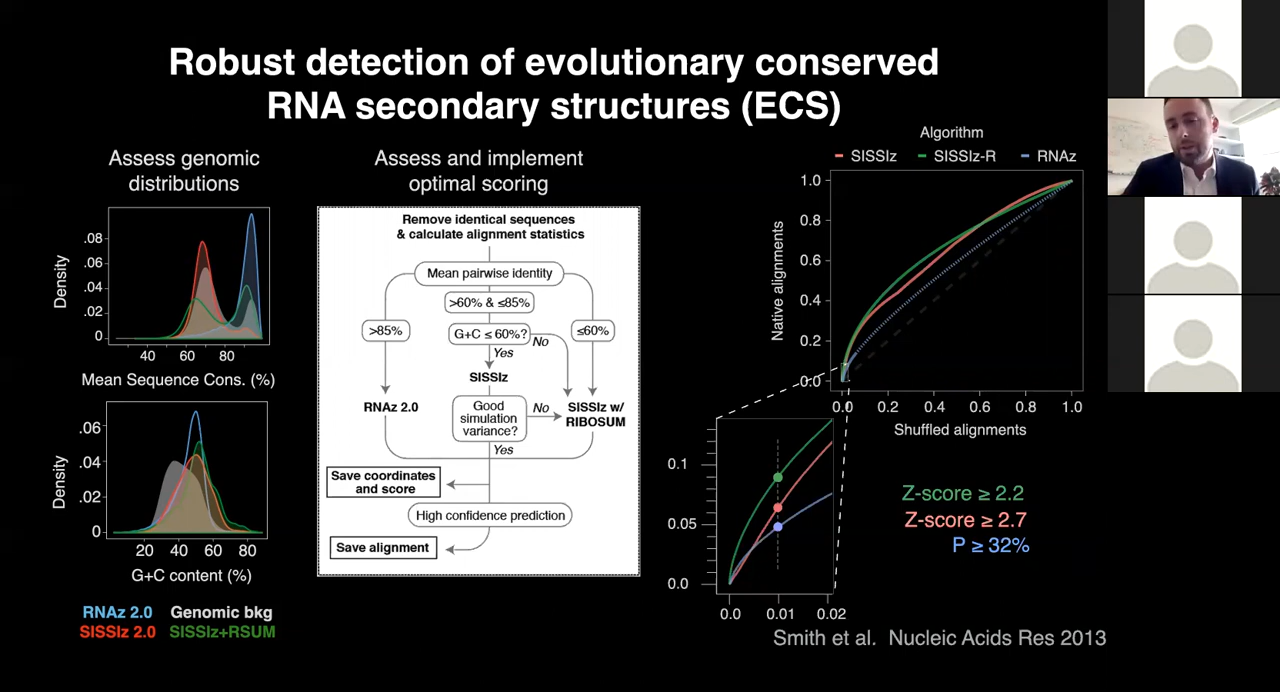 Robust detection of evolutionary conserved
RNA secondary structures (ECS)
Assess genomic
distributions
Density
.08
.06
.04
.02
0
40 60 80
Mean Sequence Cons. (%)
Density
.06
.04
.02
0
20 40 60 80
G+C content (%)
RNAz 2.0 Genomic bkg
SISSIz 2.0 SISSIz+RSUM
Assess and implement
optimal scoring
Remove identical sequences
& calculate alignment statistics
Mean pairwise identity
>60% & ≤85%
>85%
G+C ≤ 60%?
≤60%
No
Yes
SISSIz
RNAz 2.0
Good
simulation
variance?
No
SISSIz w/
RIBOSUM
Yes
Save coordinates
and score
High confidence prediction
Save alignment
Algorithm
SISSIz SISSIz-R RNAz
Native alignments
1.0
0.8
0.6
0.4
0.2
0.0
0.0 0.2 0.4 0.6 0.8 1.0
Shuffled alignments
0.1
0.05
0.0
0.0 0.01 0.02
Z-score ≥ 2.2
Z-score ≥ 2.7
P ≥ 32%
Smith et al. Nucleic Acids Res 2013